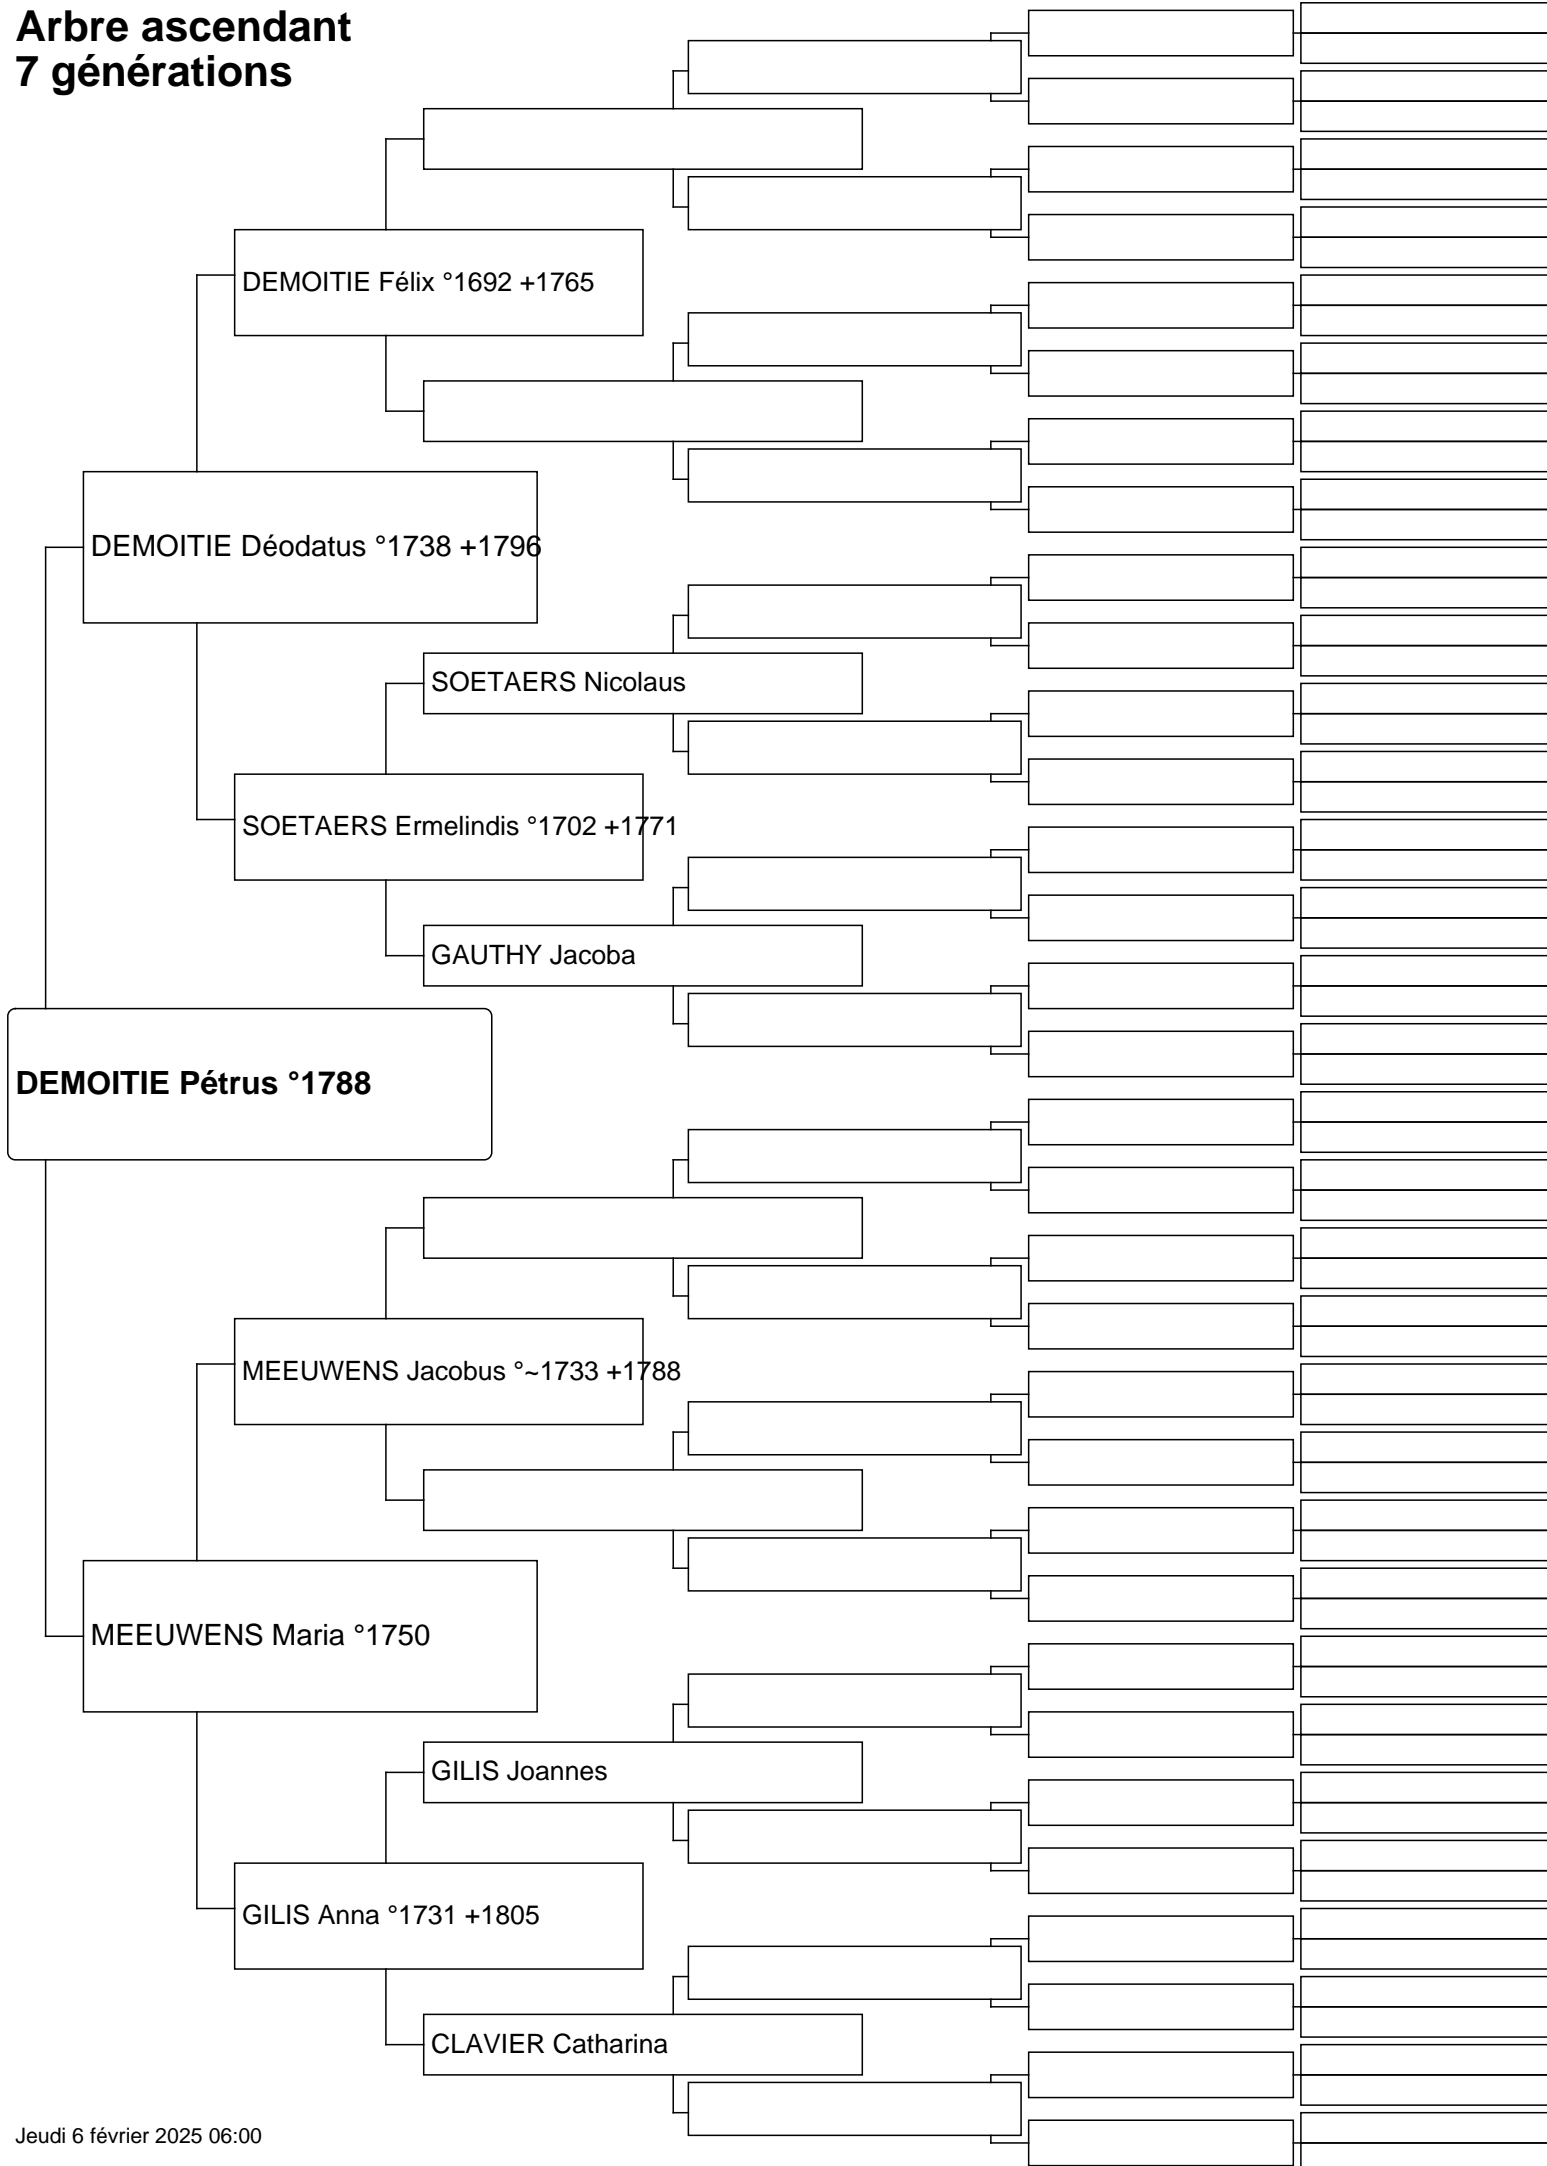 Arbre ascendant
7 générations
DEMOITIE Félix °1692 +1765
DEMOITIE Déodatus °1738 +1796
SOETAERS Nicolaus
SOETAERS Ermelindis °1702 +1771
GAUTHY Jacoba
DEMOITIE Pétrus °1788
MEEUWENS Jacobus °~1733 +1788
MEEUWENS Maria °1750
GILIS Joannes
GILIS Anna °1731 +1805
CLAVIER Catharina
Jeudi 6 février 2025 06:00